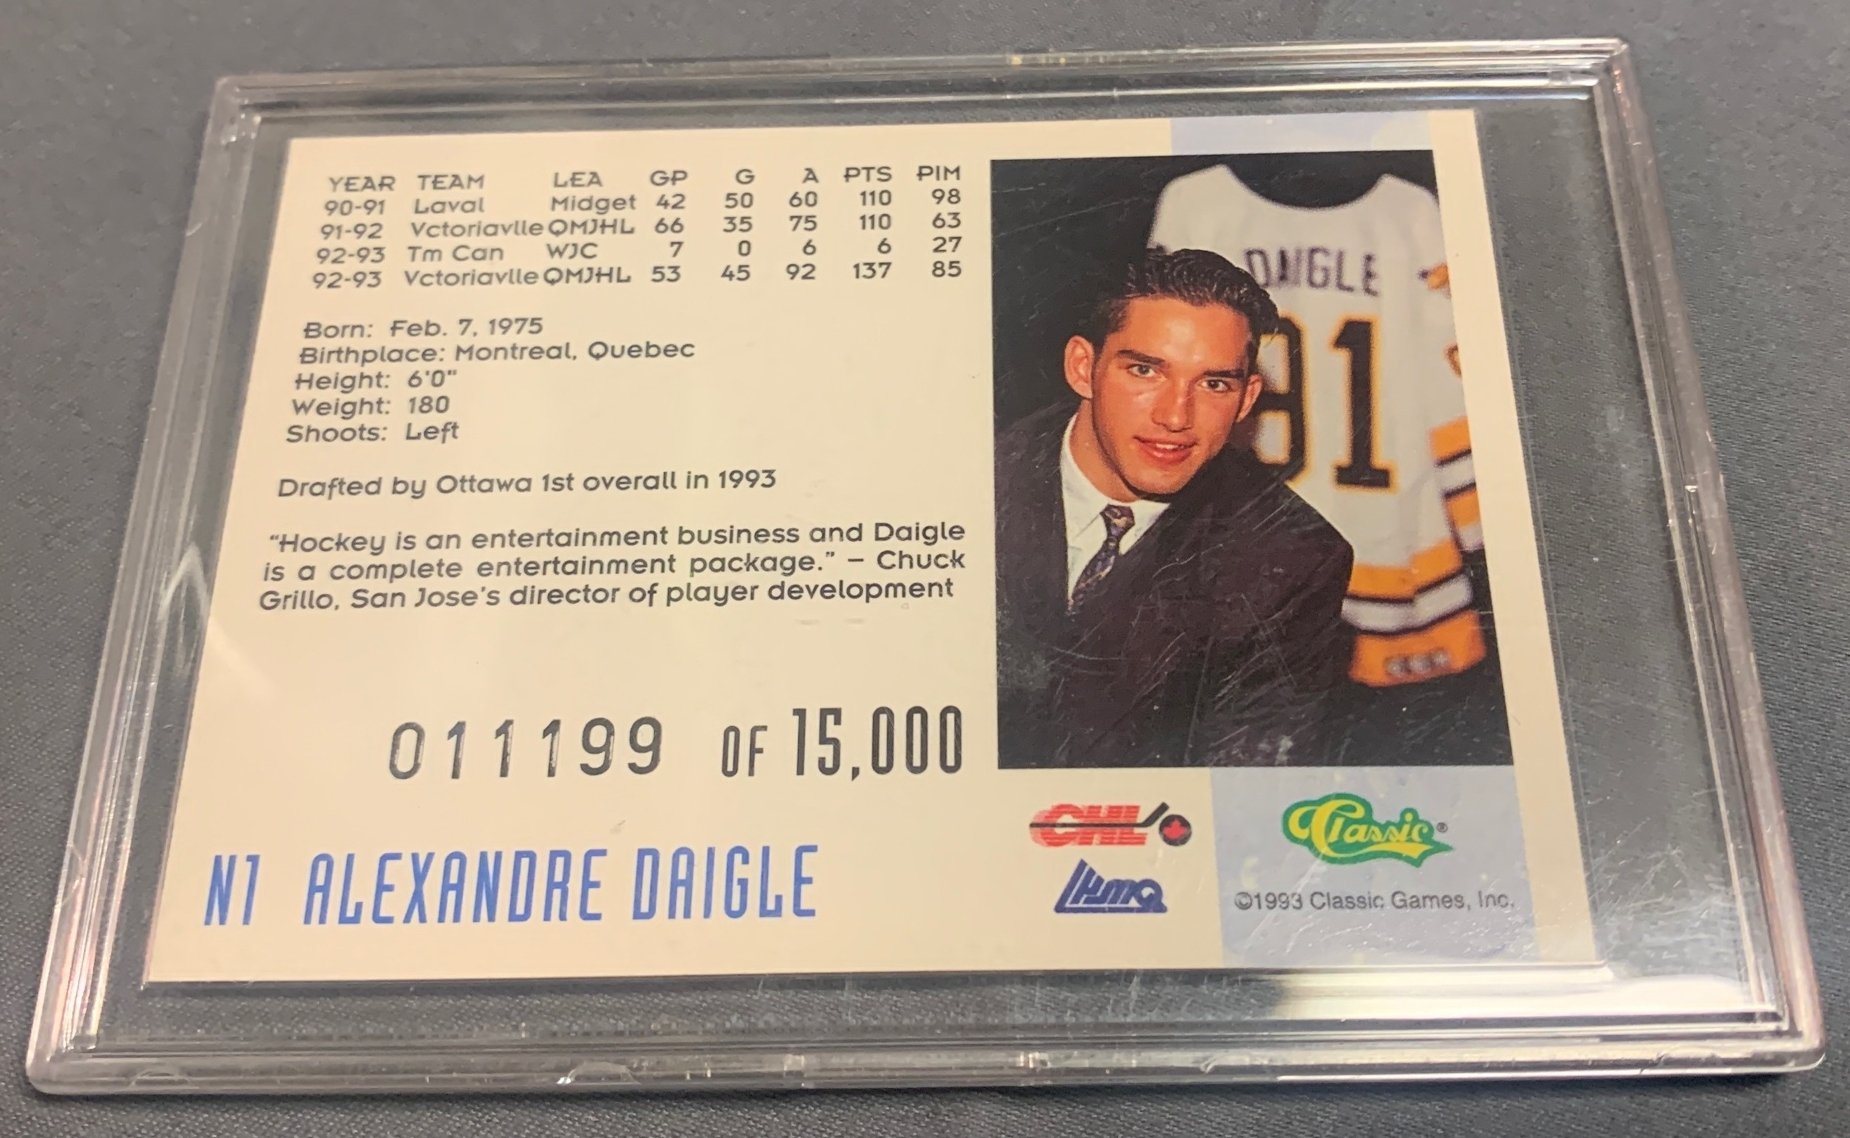 YEAR TEAM LEA GP G A PTS PIM
90-91 Laval Midget 42 50 60 110 98
91-92 Vctoriavlle QMJHL 66 35 75 110 63
92-93 Tm Can WJC 7 0 6 6 27
92-93 Vctoriavlle QMJHL 53 45 92 137 85
Born: Feb. 7, 1975
Birthplace: Montreal, Quebec
Height: 6'0"
Weight: 180
Shoots: Left
Drafted by Ottawa 1st overall in 1993
"Hockey is an entertainment business and Daigle
is a complete entertainment package." – Chuck
Grillo, San Jose's director of player development
011199 OF 15,000
N1 ALEXANDRE DAIGLE
DAIGLE
91
CHL
LHJMQ
Classic®
©1993 Classic Games, Inc.